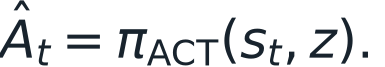 Â_t = π_ACT(s_t, z).